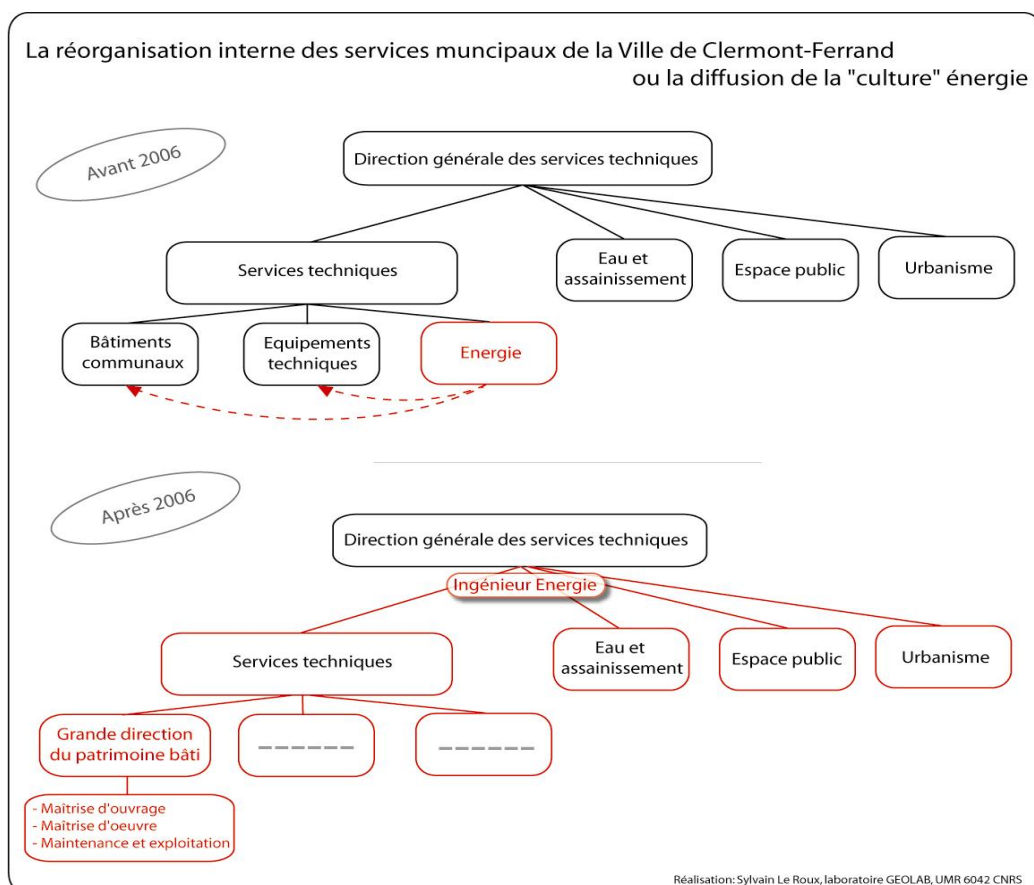 La réorganisation interne des services muncipaux de la Ville de Clermont-Ferrand
ou la diffusion de la "culture" énergie
Avant 2006
Direction générale des services techniques
Services techniques
Eau et
assainissement
Espace public
Urbanisme
Bâtiments
communaux
Equipements
techniques
Energie
Après 2006
Direction générale des services techniques
Ingénieur Energie
Services techniques
Eau et
assainissement
Espace public
Urbanisme
Grande direction
du patrimoine bâti
- Maîtrise d'ouvrage
- Maîtrise d'oeuvre
- Maintenance et exploitation
Réalisation: Sylvain Le Roux, laboratoire GEOLAB, UMR 6042 CNRS